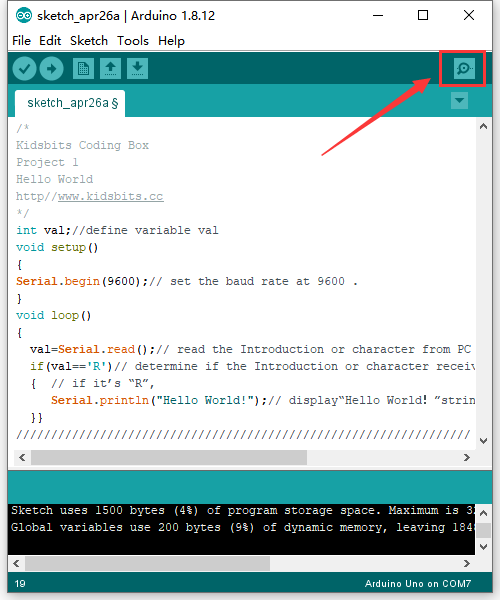 sketch_apr26a | Arduino 1.8.12
File Edit Sketch Tools Help
sketch_apr26a §
/*
Kidsbits Coding Box
Project 1
Hello World
http//www.kidsbits.cc
*/
int val;//define variable val
void setup()
{
Serial.begin(9600);// set the baud rate at 9600 .
}
void loop()
{
val=Serial.read();// read the Introduction or character from PC
if(val=='R')// determine if the Introduction or character receiv
{ // if it’s “R”,
Serial.println("Hello World!");// display“Hello World！”strin
}}
/////////////////////////////////////////////////////////////////
Sketch uses 1500 bytes (4%) of program storage space. Maximum is 32
Global variables use 200 bytes (9%) of dynamic memory, leaving 1848
19
Arduino Uno on COM7